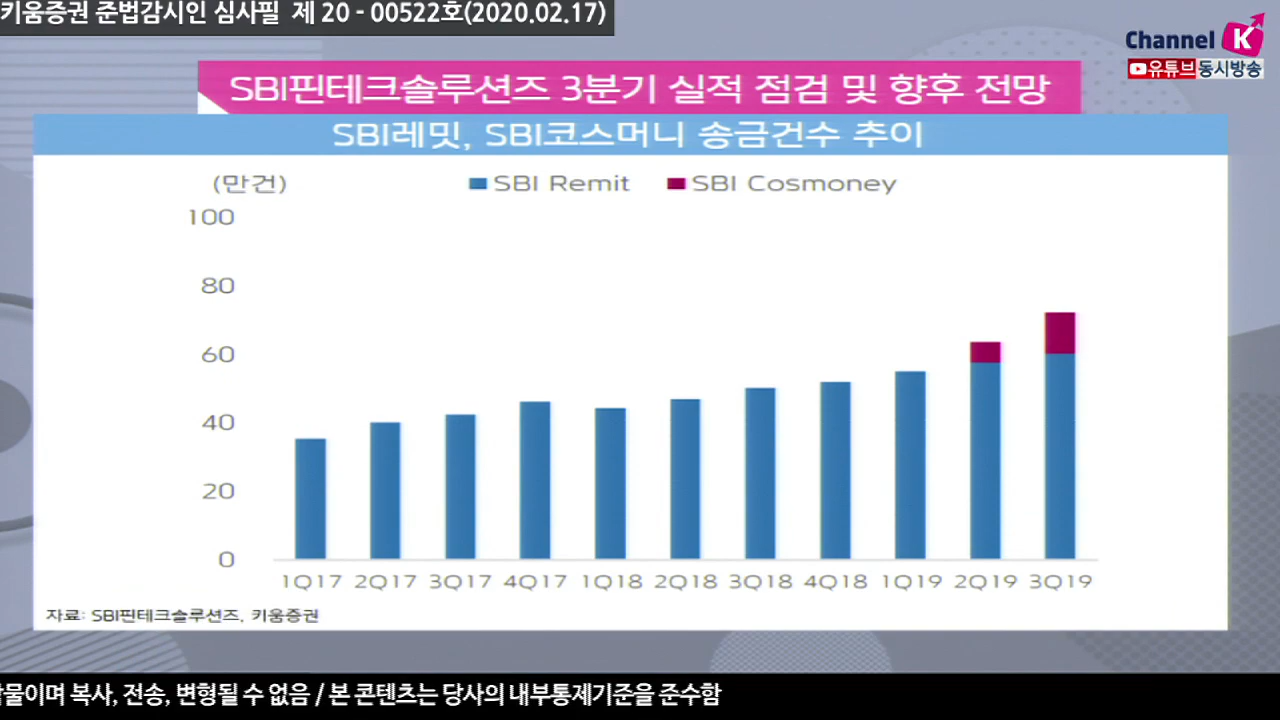 키움증권 준법감시인 심사필 제 20 - 00522호(2020.02.17)
Channel K
유튜브 동시방송
SBI핀테크솔루션즈 3분기 실적 점검 및 향후 전망
SBI레밋, SBI코스머니 송금건수 추이
(만건)
SBI Remit SBI Cosmoney
100
80
60
40
20
0
1Q17 2Q17 3Q17 4Q17 1Q18 2Q18 3Q18 4Q18 1Q19 2Q19 3Q19
자료: SBI핀테크솔루션즈, 키움증권
물이며 복사, 전송, 변형될 수 없음 / 본 콘텐츠는 당사의 내부통제기준을 준수함